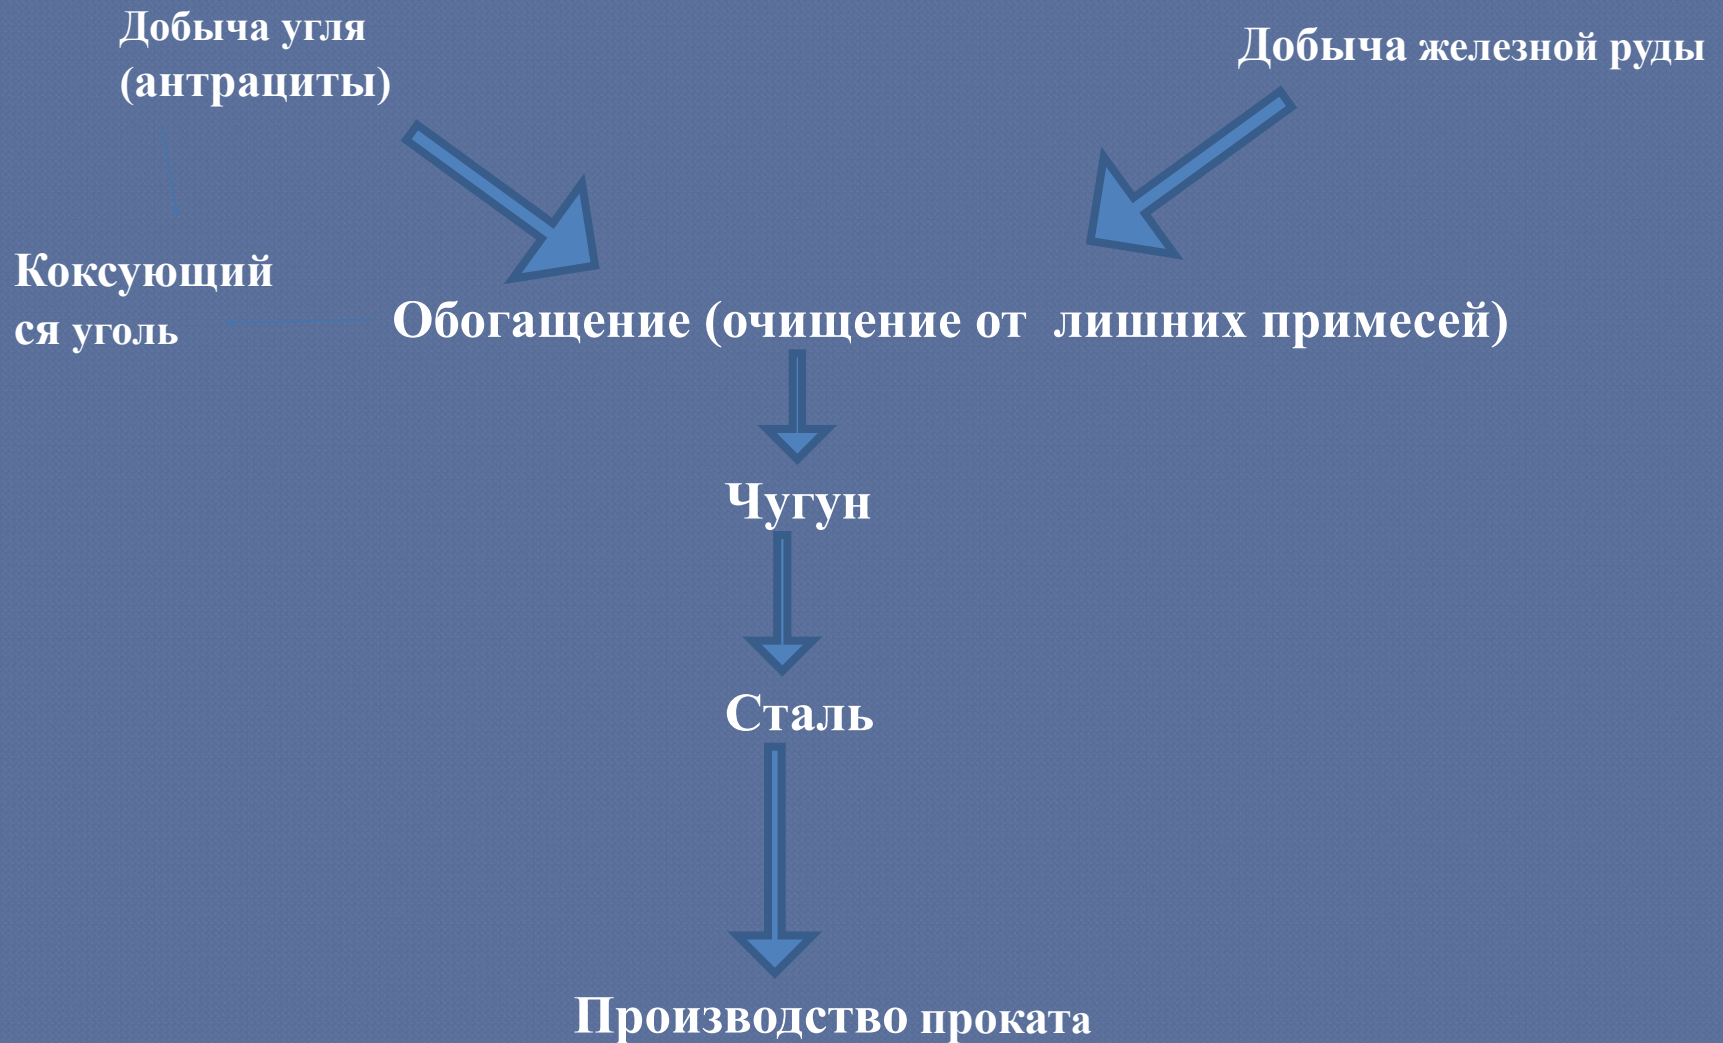 Добыча угля
(антрациты)
Добыча железной руды
Коксующий
ся уголь
Обогащение (очищение от лишних примесей)
Чугун
Сталь
Производство проката